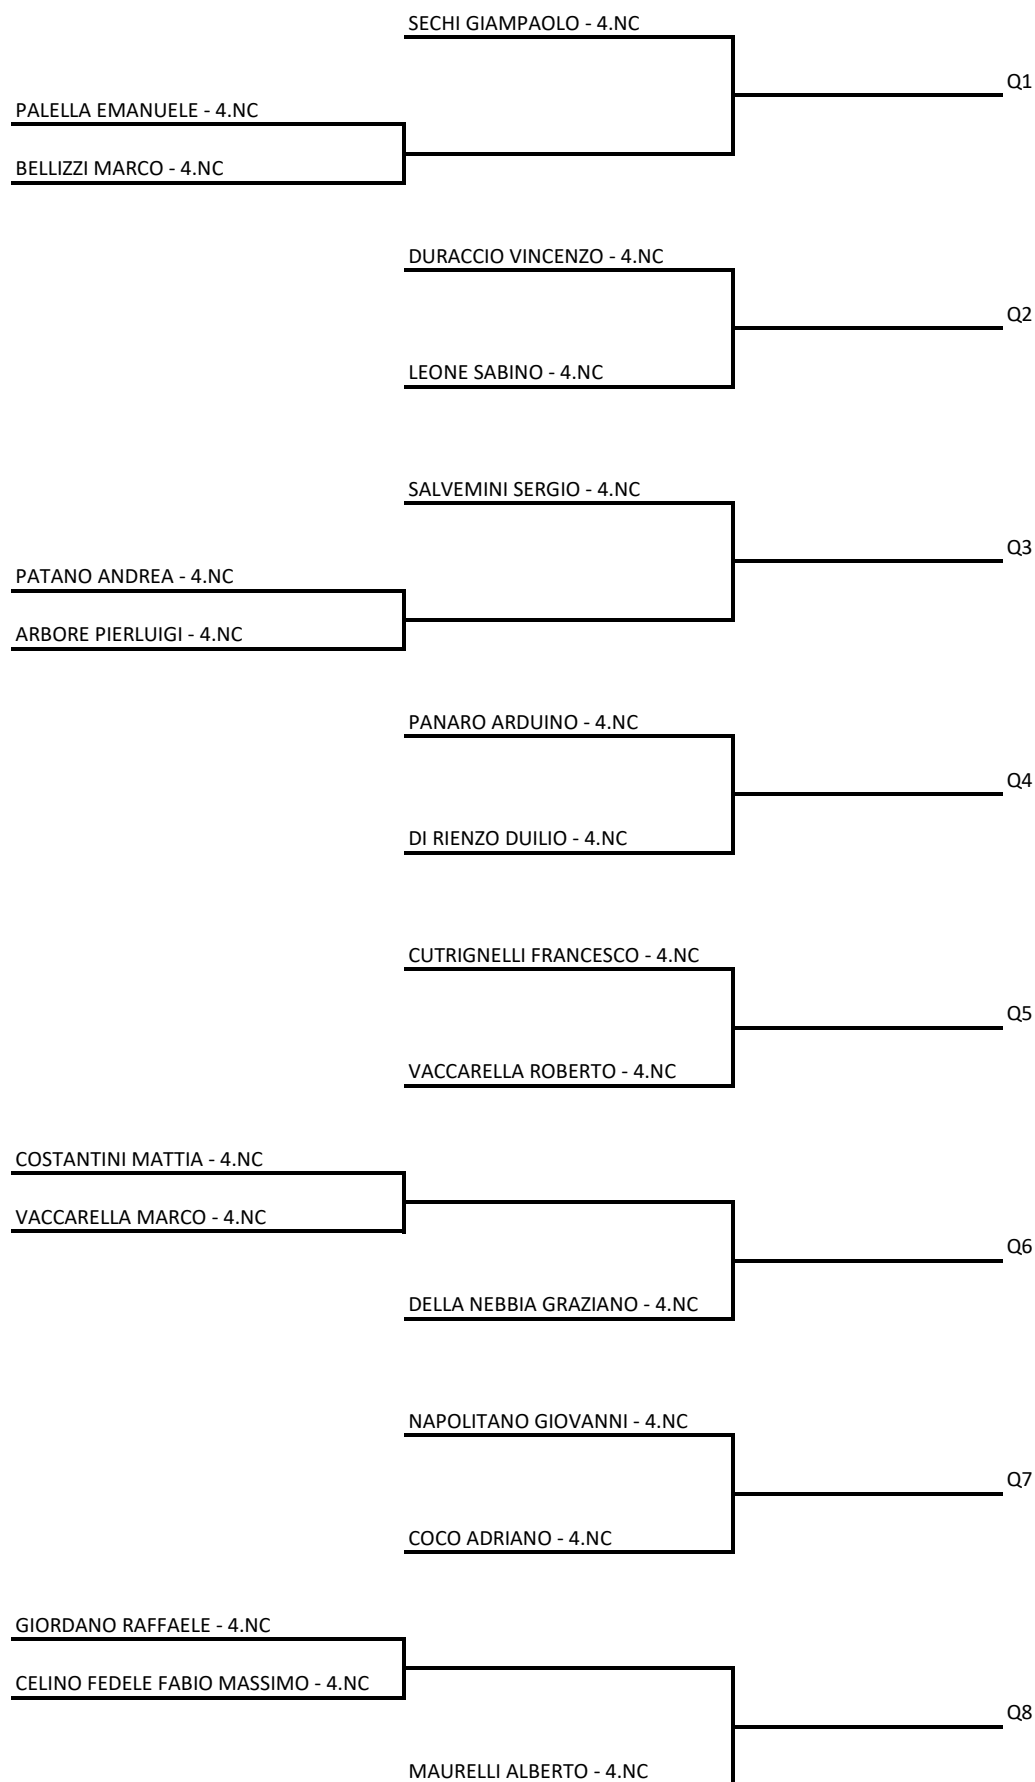 SECHI GIAMPAOLO - 4.NC
Q1
PALELLA EMANUELE - 4.NC
BELLIZZI MARCO - 4.NC
DURACCIO VINCENZO - 4.NC
Q2
LEONE SABINO - 4.NC
SALVEMINI SERGIO - 4.NC
Q3
PATANO ANDREA - 4.NC
ARBORE PIERLUIGI - 4.NC
PANARO ARDUINO - 4.NC
Q4
DI RIENZO DUILIO - 4.NC
CUTRIGNELLI FRANCESCO - 4.NC
Q5
VACCARELLA ROBERTO - 4.NC
COSTANTINI MATTIA - 4.NC
VACCARELLA MARCO - 4.NC
Q6
DELLA NEBBIA GRAZIANO - 4.NC
NAPOLITANO GIOVANNI - 4.NC
Q7
COCO ADRIANO - 4.NC
GIORDANO RAFFAELE - 4.NC
CELINO FEDELE FABIO MASSIMO - 4.NC
Q8
MAURELLI ALBERTO - 4.NC